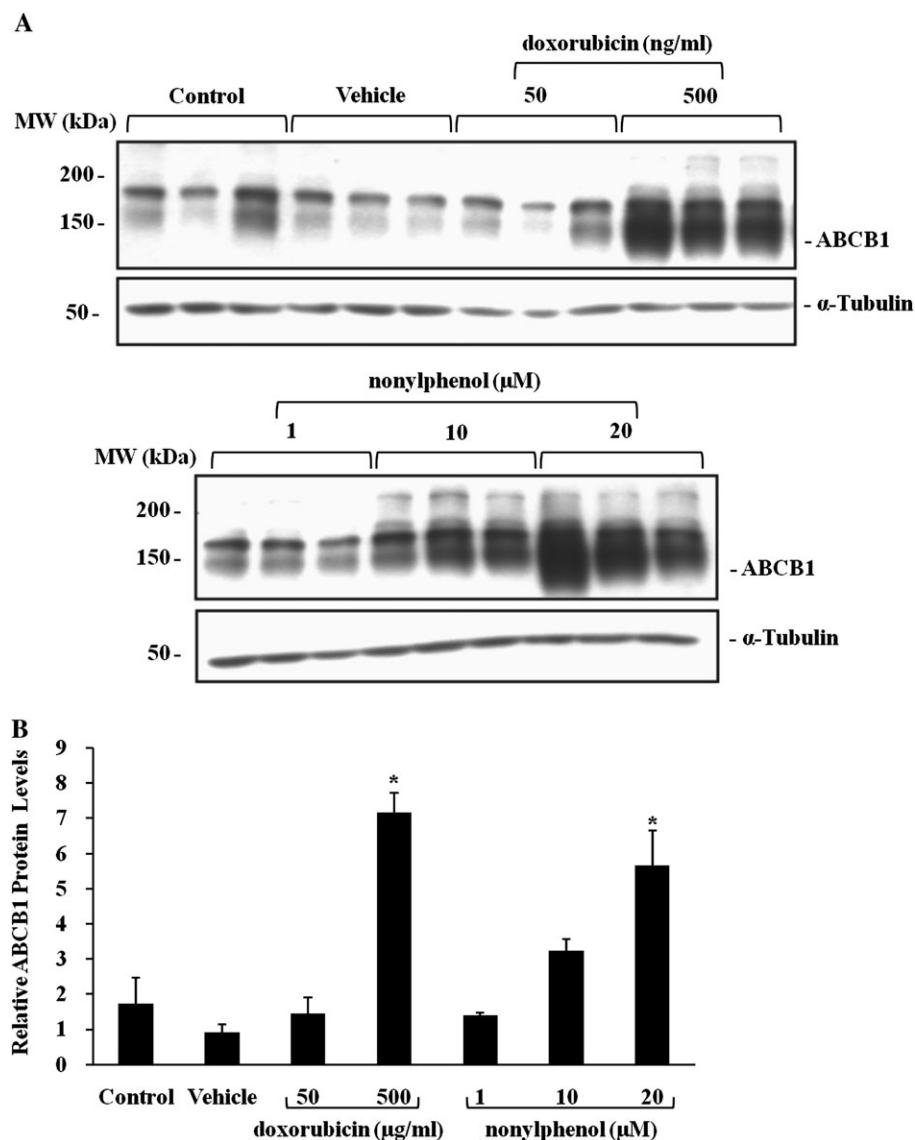 A
doxorubicin (ng/ml)
Control Vehicle 50 500
MW (kDa)
200 -
150 -
- ABCB1
50 -
- α-Tubulin
nonylphenol (µM)
1 10 20
MW (kDa)
200 -
150 -
- ABCB1
50 -
- α-Tubulin
B
Relative ABCB1 Protein Levels
9
8
7
6
5
4
3
2
1
0
* *
Control Vehicle 50 500 1 10 20
doxorubicin (µg/ml) nonylphenol (µM)